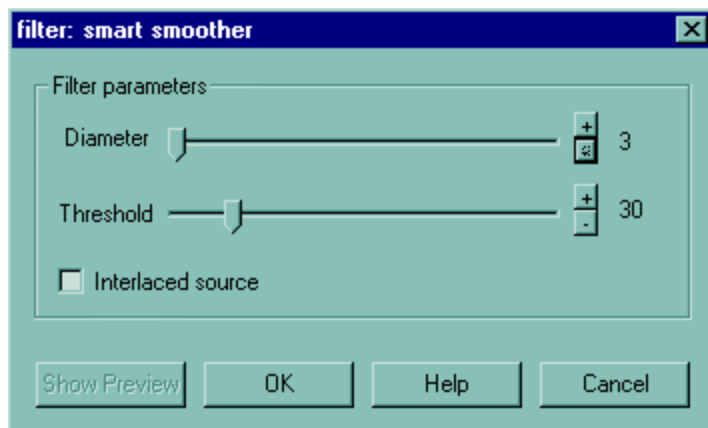 filter: smart smoother
Filter parameters
Diameter + 3
Threshold + 30
-
Interlaced source
Show Preview OK Help Cancel